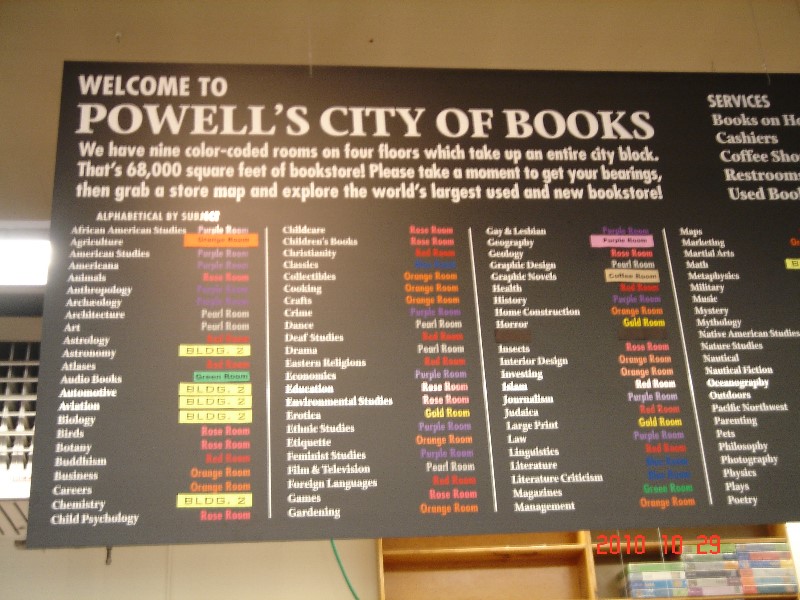 WELCOME TO
POWELL'S CITY OF BOOKS
We have nine color-coded rooms on four floors which take up an entire city block.
That's 68,000 square feet of bookstore! Please take a moment to get your bearings,
then grab a store map and explore the world's largest used and new bookstore!
ALPHABETICAL BY SUBJECT
African American Studies Purple Room
Agriculture Orange Room
American Studies Purple Room
Americana Purple Room
Animals Rose Room
Anthropology Purple Room
Archæology Purple Room
Architecture Pearl Room
Art Pearl Room
Astrology Red Room
Astronomy BLDG. 2
Atlases Red Room
Audio Books Green Room
Automotive BLDG. 2
Aviation BLDG. 2
Biology BLDG. 2
Birds Rose Room
Botany Rose Room
Buddhism Red Room
Business Orange Room
Careers Orange Room
Chemistry BLDG. 2
Child Psychology Rose Room
Childcare Rose Room
Children's Books Rose Room
Christianity Red Room
Classics
Collectibles Orange Room
Cooking Orange Room
Crafts Orange Room
Crime Purple Room
Dance Pearl Room
Deaf Studies Red Room
Drama Pearl Room
Eastern Religions Red Room
Economics Purple Room
Education Rose Room
Environmental Studies Rose Room
Erotica Gold Room
Ethnic Studies Purple Room
Etiquette Orange Room
Feminist Studies Purple Room
Film & Television Pearl Room
Foreign Languages Red Room
Games Rose Room
Gardening Orange Room
Gay & Lesbian Purple Room
Geography Purple Room
Geology Rose Room
Graphic Design Pearl Room
Graphic Novels Coffee Room
Health Red Room
History Purple Room
Home Construction Orange Room
Horror Gold Room
Insects Rose Room
Interior Design Orange Room
Investing Orange Room
Islam Red Room
Journalism Purple Room
Judaica Red Room
Large Print Gold Room
Law Purple Room
Linguistics Red Room
Literature Blue Room
Literature Criticism Blue Room
Magazines Green Room
Management Orange Room
Maps
Marketing
Martial Arts
Math
Metaphysics
Military
Music
Mystery
Mythology
Native American Studies
Nature Studies
Nautical
Nautical Fiction
Oceanography
Outdoors
Pacific Northwest
Parenting
Pets
Philosophy
Photography
Physics
Plays
Poetry
SERVICES
Books on Ho
Cashiers
Coffee Sho
Restrooms
Used Boo
2010 10 29